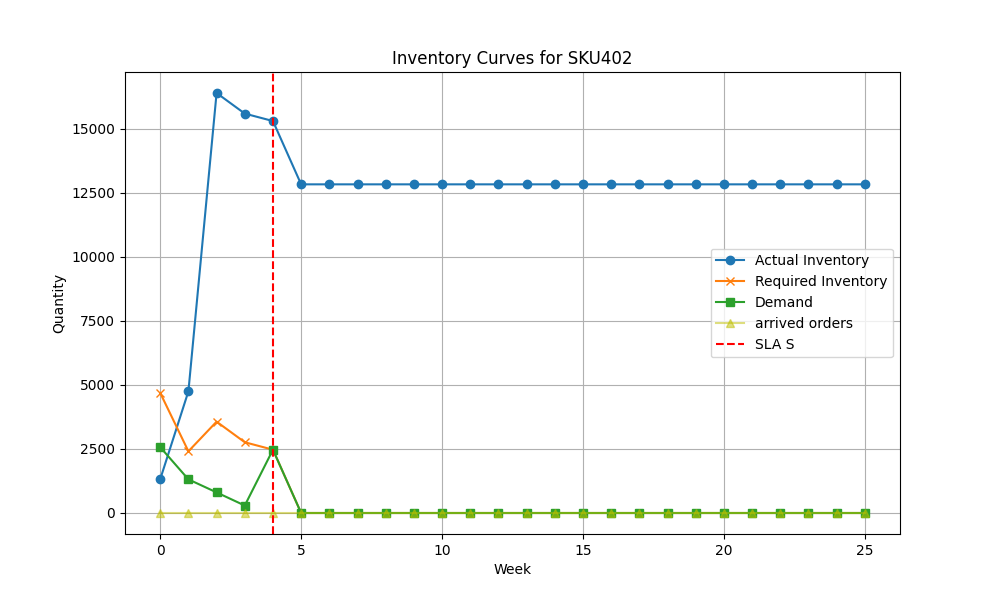 Inventory Curves for SKU402
Quantity
15000
12500
10000
7500
5000
2500
0
Actual Inventory
Required Inventory
Demand
arrived orders
SLA S
0 5 10 15 20 25
Week